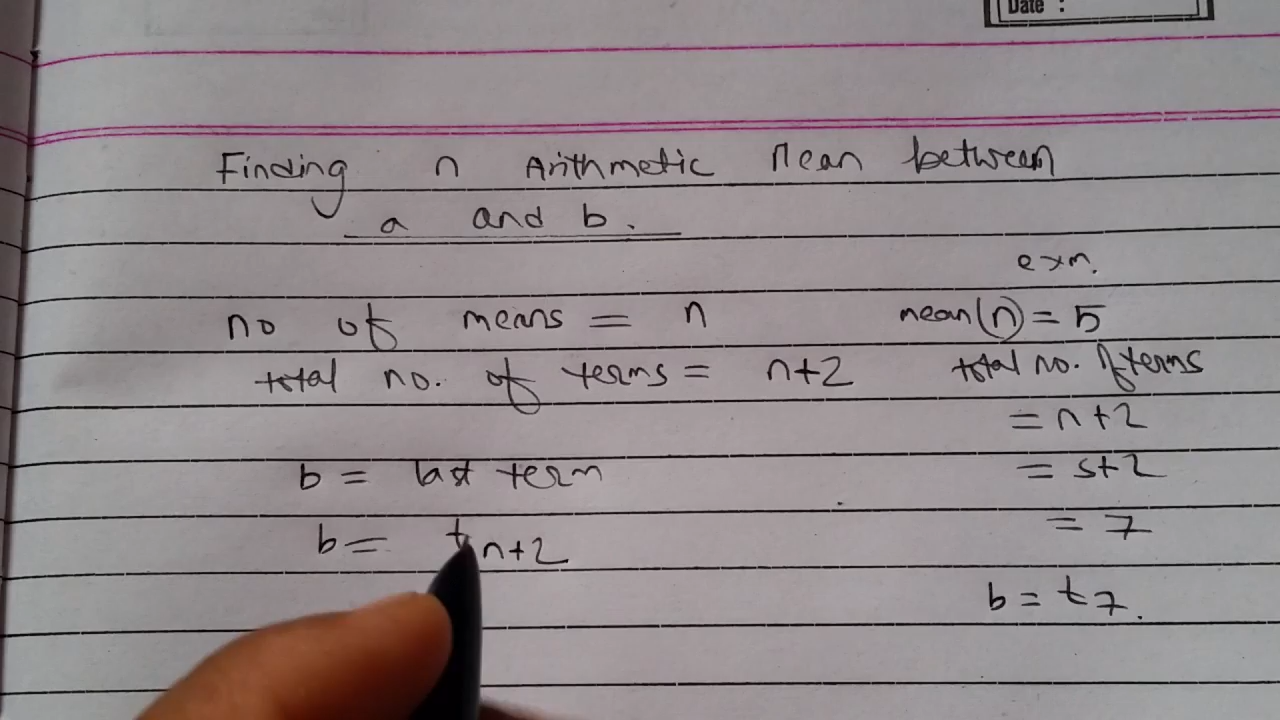 Date :
Finding n Arithmetic Mean between
a and b.
exm.
no of means = n
mean(n) = 5
total no. of terms = n+2
total no. of terms
= n+2
b = last term
= 5+2
b = tn+2
= 7
b = t7.